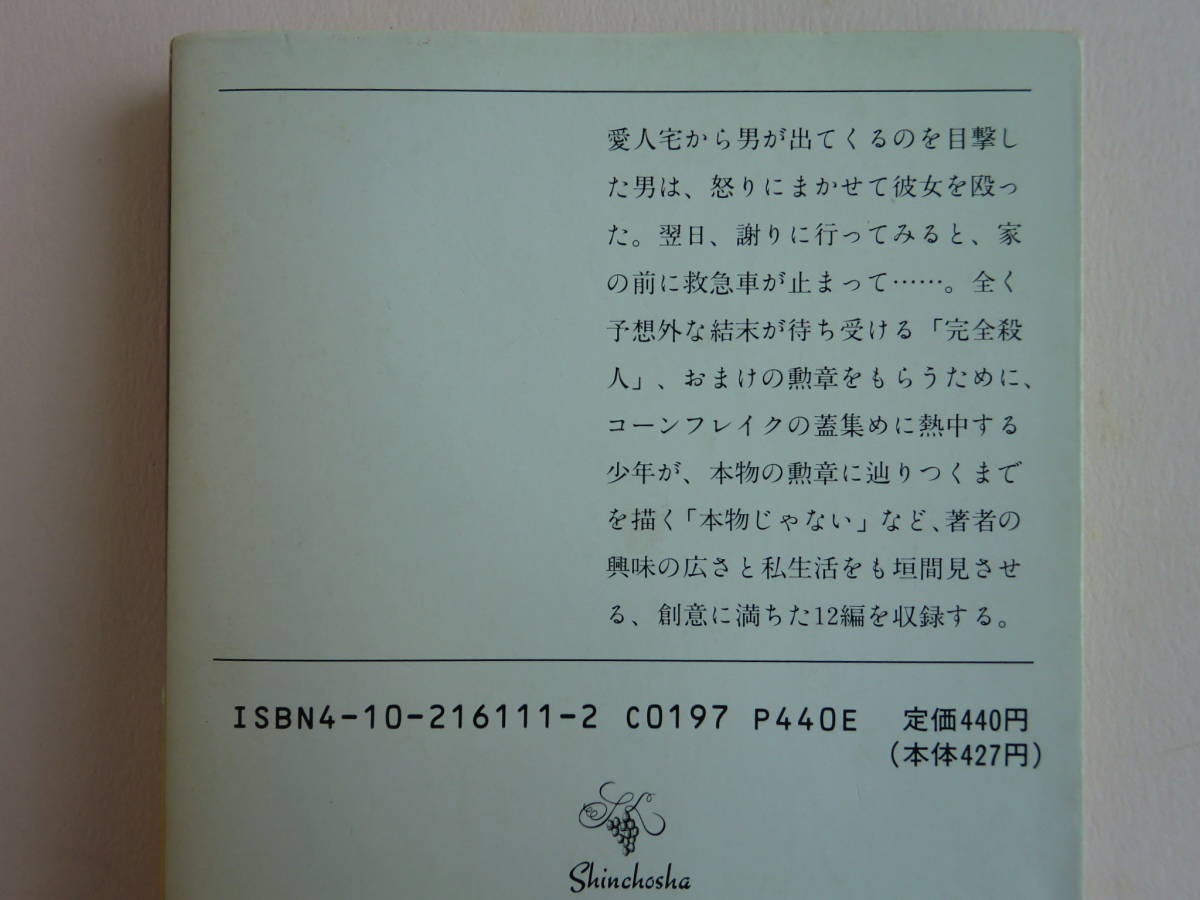 愛人宅から男が出てくるのを目撃し
た男は、怒りにまかせて彼女を殴っ
た。翌日、謝りに行ってみると、家
の前に救急車が止まって……。全く
予想外な結末が待ち受ける「完全殺
人」、おまけの勲章をもらうために、
コーンフレイクの蓋集めに熱中する
少年が、本物の勲章に辿りつくまで
を描く「本物じゃない」など、著者の
興味の広さと私生活をも垣間見させ
る、創意に満ちた12編を収録する。
ISBN4-10-216111-2 C0197 P440E 定価440円
(本体427円)
Shinchosha